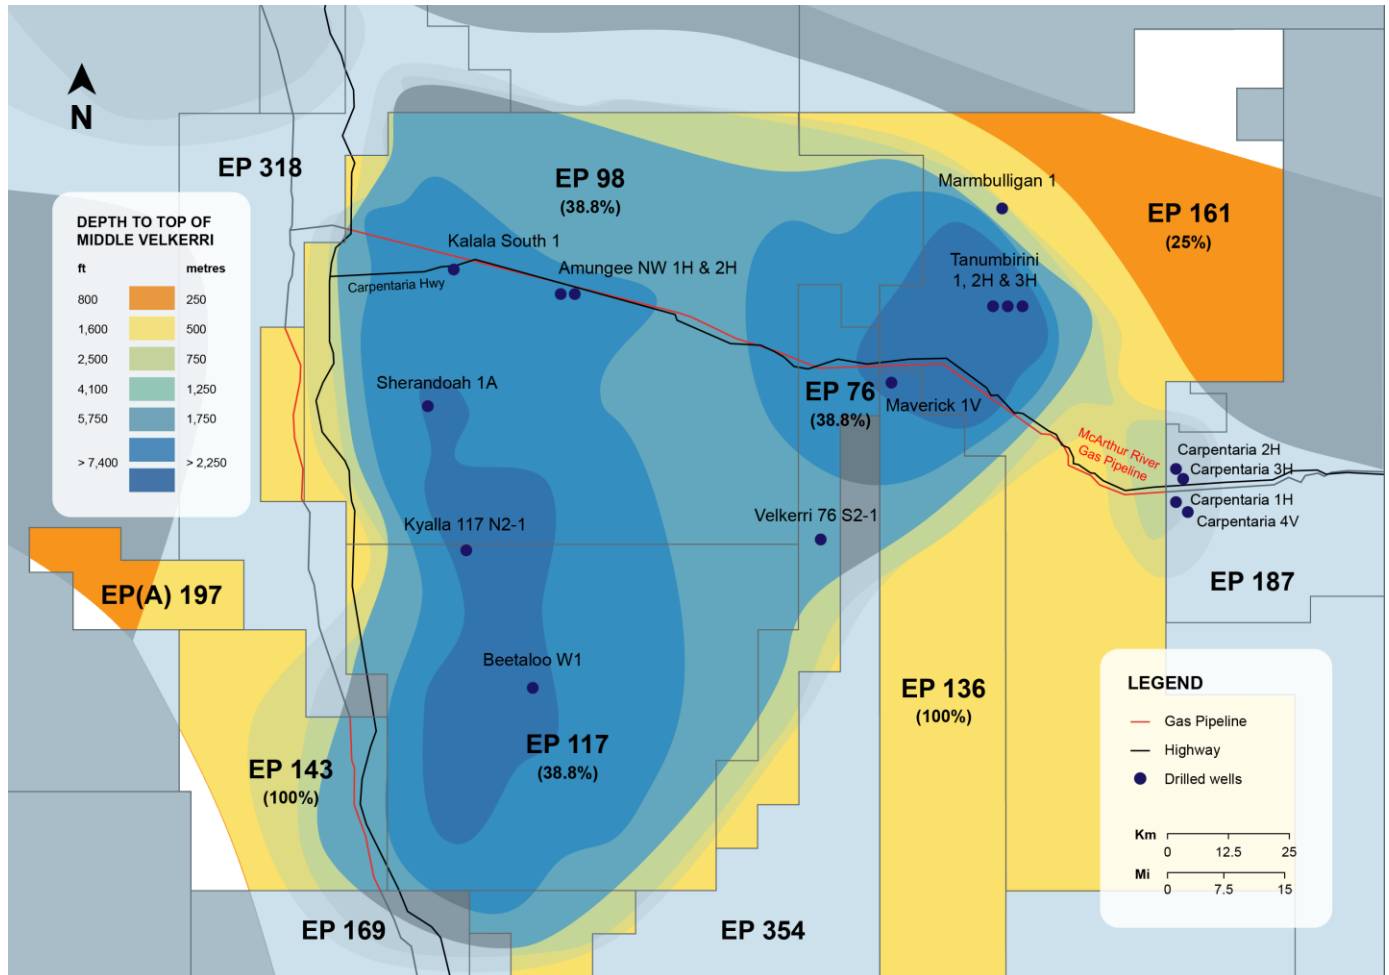 N
EP 318
EP 98
(38.8%)
Marmbulligan 1
EP 161
(25%)
DEPTH TO TOP OF
MIDDLE VELKERRI
ft metres
800 250
1,600 500
2,500 750
4,100 1,250
5,750 1,750
> 7,400 > 2,250
Kalala South 1
Carpentaria Hwy
Amungee NW 1H & 2H
Tanumbirini
1, 2H & 3H
Sherandoah 1A
EP 76
(38.8%)
Maverick 1V
McArthur River
Gas Pipeline
Carpentaria 2H
Carpentaria 3H
Carpentaria 1H
Carpentaria 4V
Kyalla 117 N2-1
Velkerri 76 S2-1
EP 187
EP(A) 197
Beetaloo W1
EP 117
(38.8%)
EP 136
(100%)
EP 143
(100%)
EP 169
EP 354
LEGEND
Gas Pipeline
Highway
Drilled wells
Km
0 12.5 25
Mi
0 7.5 15